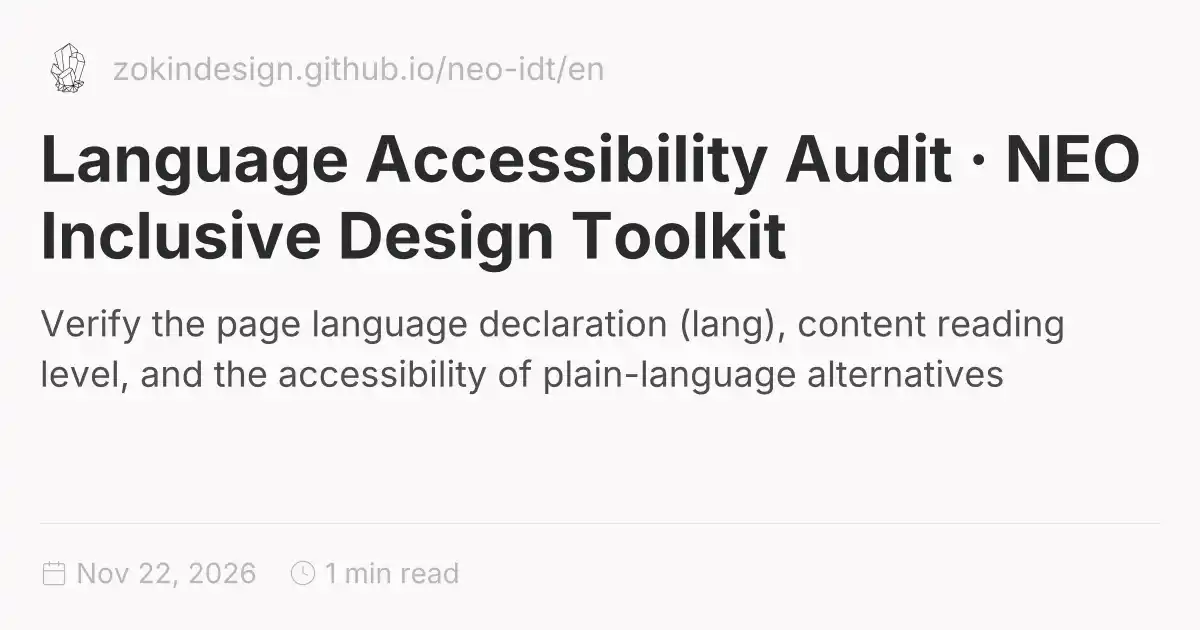 zokindesign.github.io/neo-idt/en
Language Accessibility Audit · NEO
Inclusive Design Toolkit
Verify the page language declaration (lang), content reading
level, and the accessibility of plain-language alternatives
Nov 22, 2026 1 min read